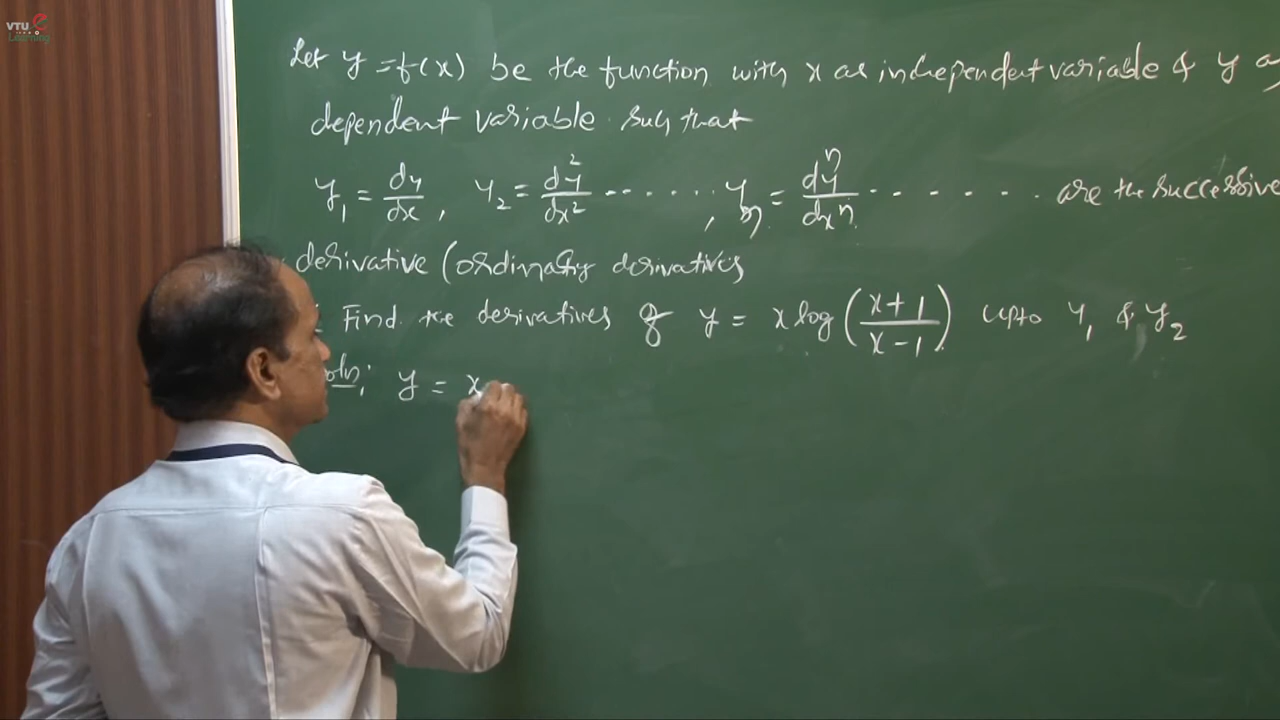 VTU
e
Learning
Let y = f(x) be the function with x as independent variable & y a
dependent variable such that
y₁ = dy/dx, y₂ = d²y/dx² ......., yₙ = dⁿy/dxⁿ ....... are the successive
derivative (ordinary derivatives
: Find the derivatives of y = x log((x+1)/(x-1)) upto y₁ & y₂
oln: y = x